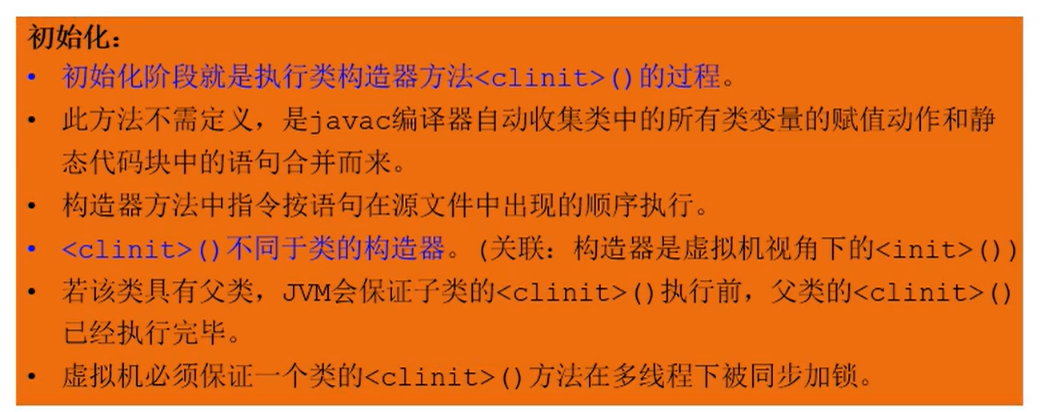 初始化：
• 初始化阶段就是执行类构造器方法<clinit>()的过程。
• 此方法不需定义，是javac编译器自动收集类中的所有类变量的赋值动作和静
态代码块中的语句合并而来。
• 构造器方法中指令按语句在源文件中出现的顺序执行。
• <clinit>()不同于类的构造器。(关联：构造器是虚拟机视角下的<init>())
• 若该类具有父类，JVM会保证子类的<clinit>()执行前，父类的<clinit>()
已经执行完毕。
• 虚拟机必须保证一个类的<clinit>()方法在多线程下被同步加锁。